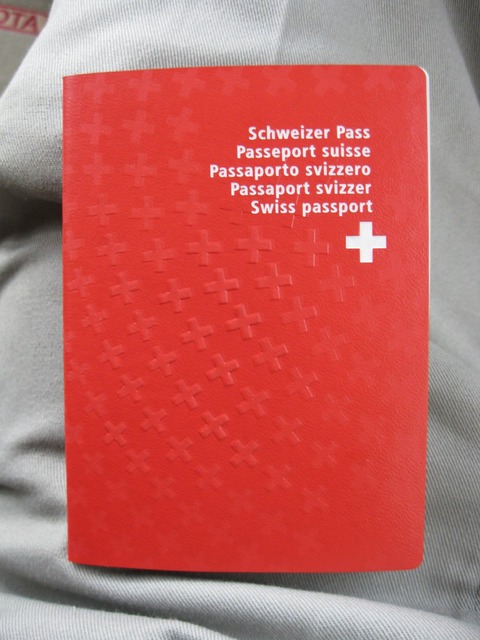 Schweizer Pass
Passeport suisse
Passaporto svizzero
Passaport svizzer
Swiss passport